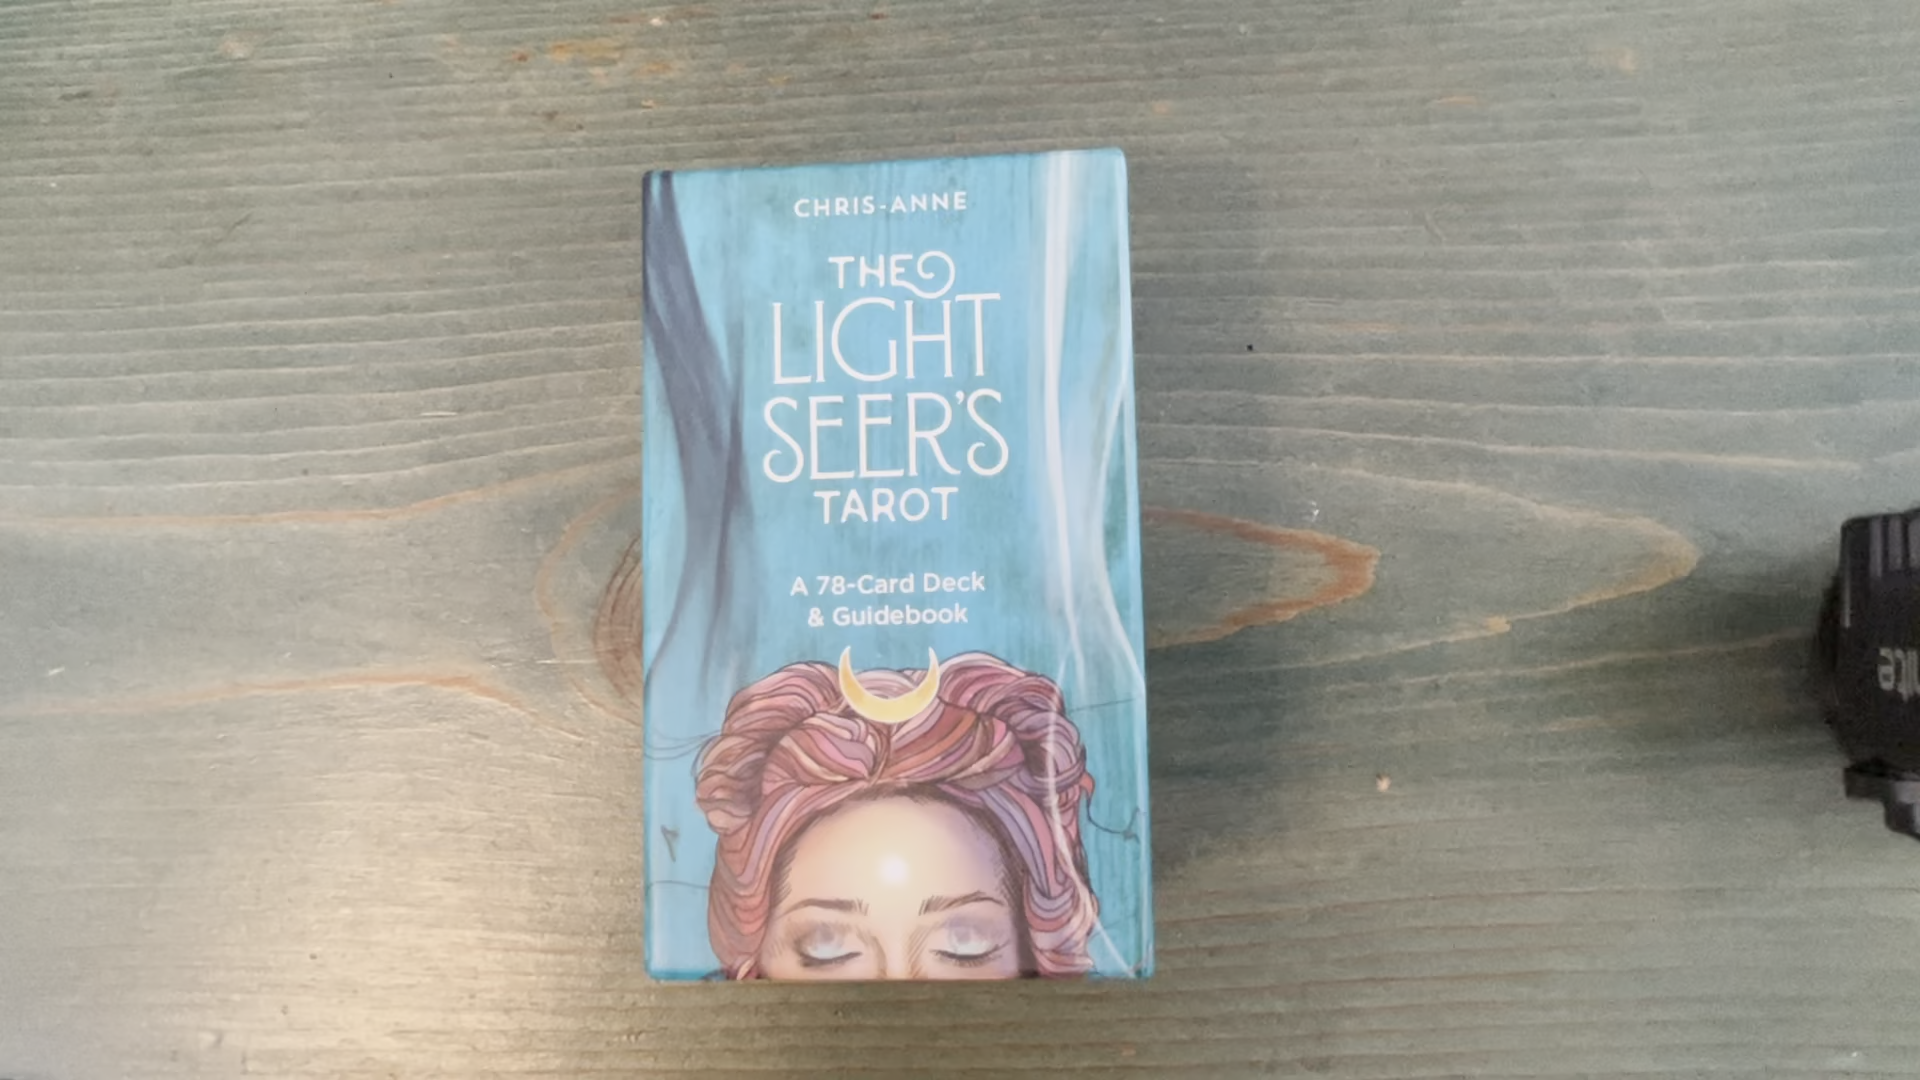 CHRIS-ANNE
THE
LIGHT
SEER'S
TAROT
A 78-Card Deck
& Guidebook